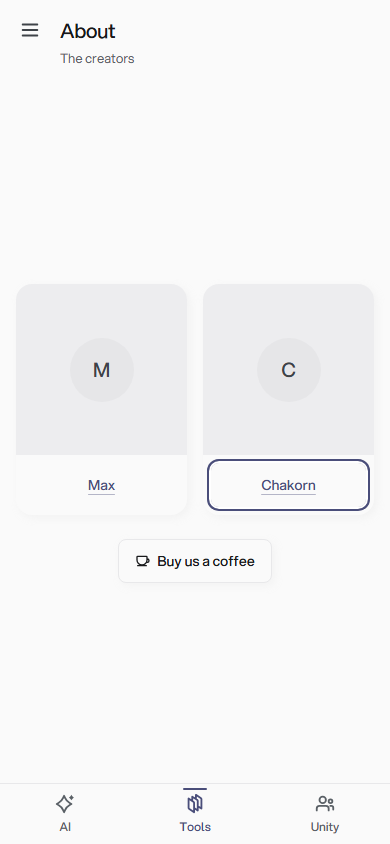 About
The creators
M
C
Max
Chakorn
Buy us a coffee
AI
Tools
Unity